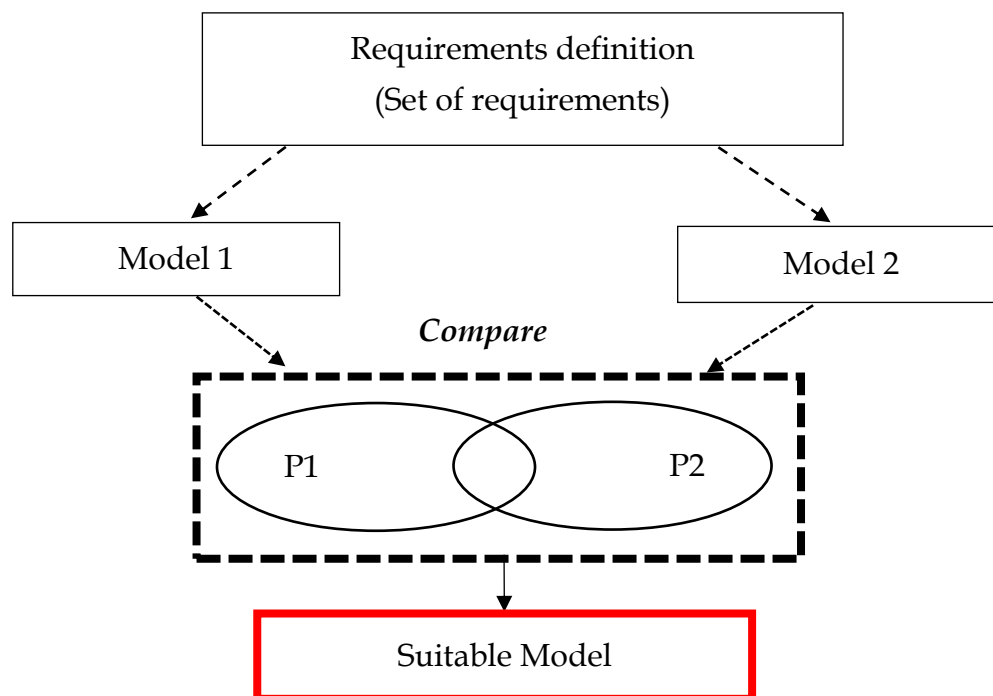 Requirements definition
(Set of requirements)
Model 1
Model 2
Compare
P1
P2
Suitable Model